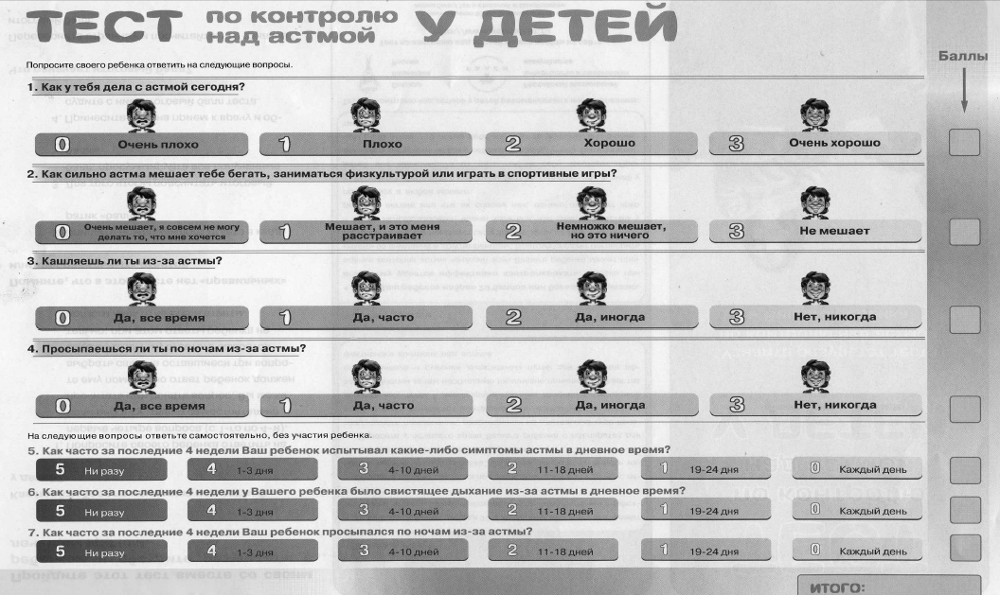 ТЕСТ по контролю над астмой У ДЕТЕЙ
Попросите своего ребенка ответить на следующие вопросы.
Баллы
1. Как у тебя дела с астмой сегодня?
0 Очень плохо 1 Плохо 2 Хорошо 3 Очень хорошо
2. Как сильно астма мешает тебе бегать, заниматься физкультурой или играть в спортивные игры?
0 Очень мешает, я совсем не могу делать то, что мне хочется 1 Мешает, и это меня расстраивает 2 Немножко мешает, но это ничего 3 Не мешает
3. Кашляешь ли ты из-за астмы?
0 Да, все время 1 Да, часто 2 Да, иногда 3 Нет, никогда
4. Просыпаешься ли ты по ночам из-за астмы?
0 Да, все время 1 Да, часто 2 Да, иногда 3 Нет, никогда
На следующие вопросы ответьте самостоятельно, без участия ребенка.
5. Как часто за последние 4 недели Ваш ребенок испытывал какие-либо симптомы астмы в дневное время?
5 Ни разу 4 1-3 дня 3 4-10 дней 2 11-18 дней 1 19-24 дня 0 Каждый день
6. Как часто за последние 4 недели у Вашего ребенка было свистящее дыхание из-за астмы в дневное время?
5 Ни разу 4 1-3 дня 3 4-10 дней 2 11-18 дней 1 19-24 дня 0 Каждый день
7. Как часто за последние 4 недели Ваш ребенок просыпался по ночам из-за астмы?
5 Ни разу 4 1-3 дня 3 4-10 дней 2 11-18 дней 1 19-24 дня 0 Каждый день
ИТОГО: